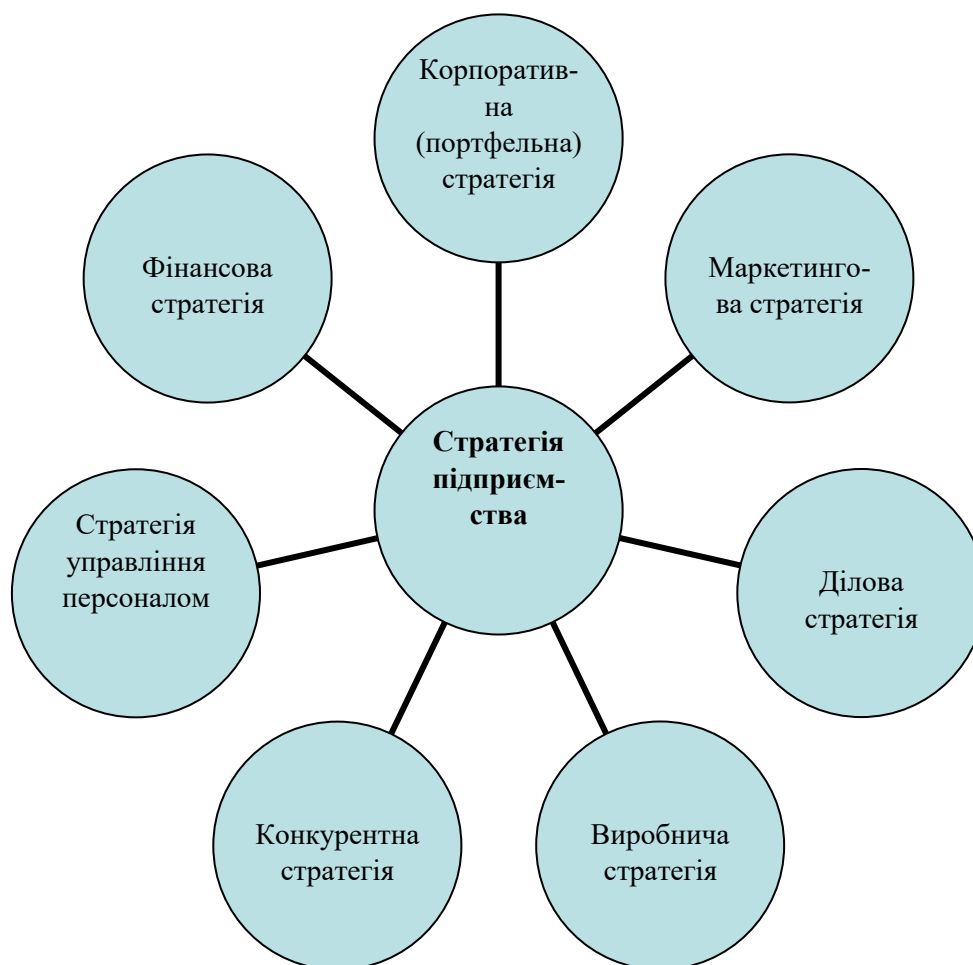 Корпоратив-
на
(портфельна)
стратегія
Фінансова
стратегія
Маркетинго-
ва стратегія
Стратегія
підприєм-
ства
Стратегія
управління
персоналом
Ділова
стратегія
Конкурентна
стратегія
Виробнича
стратегія